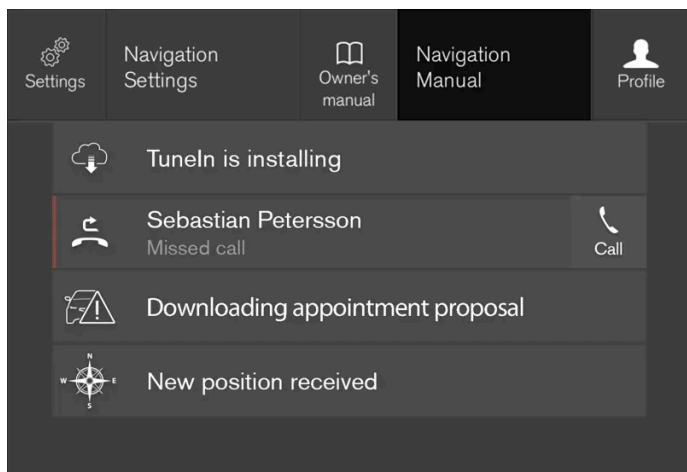 Settings
Navigation
Settings
Owner's
manual
Navigation
Manual
Profile
TuneIn is installing
Sebastian Petersson
Missed call
Call
Downloading appointment proposal
N
W E
S
New position received